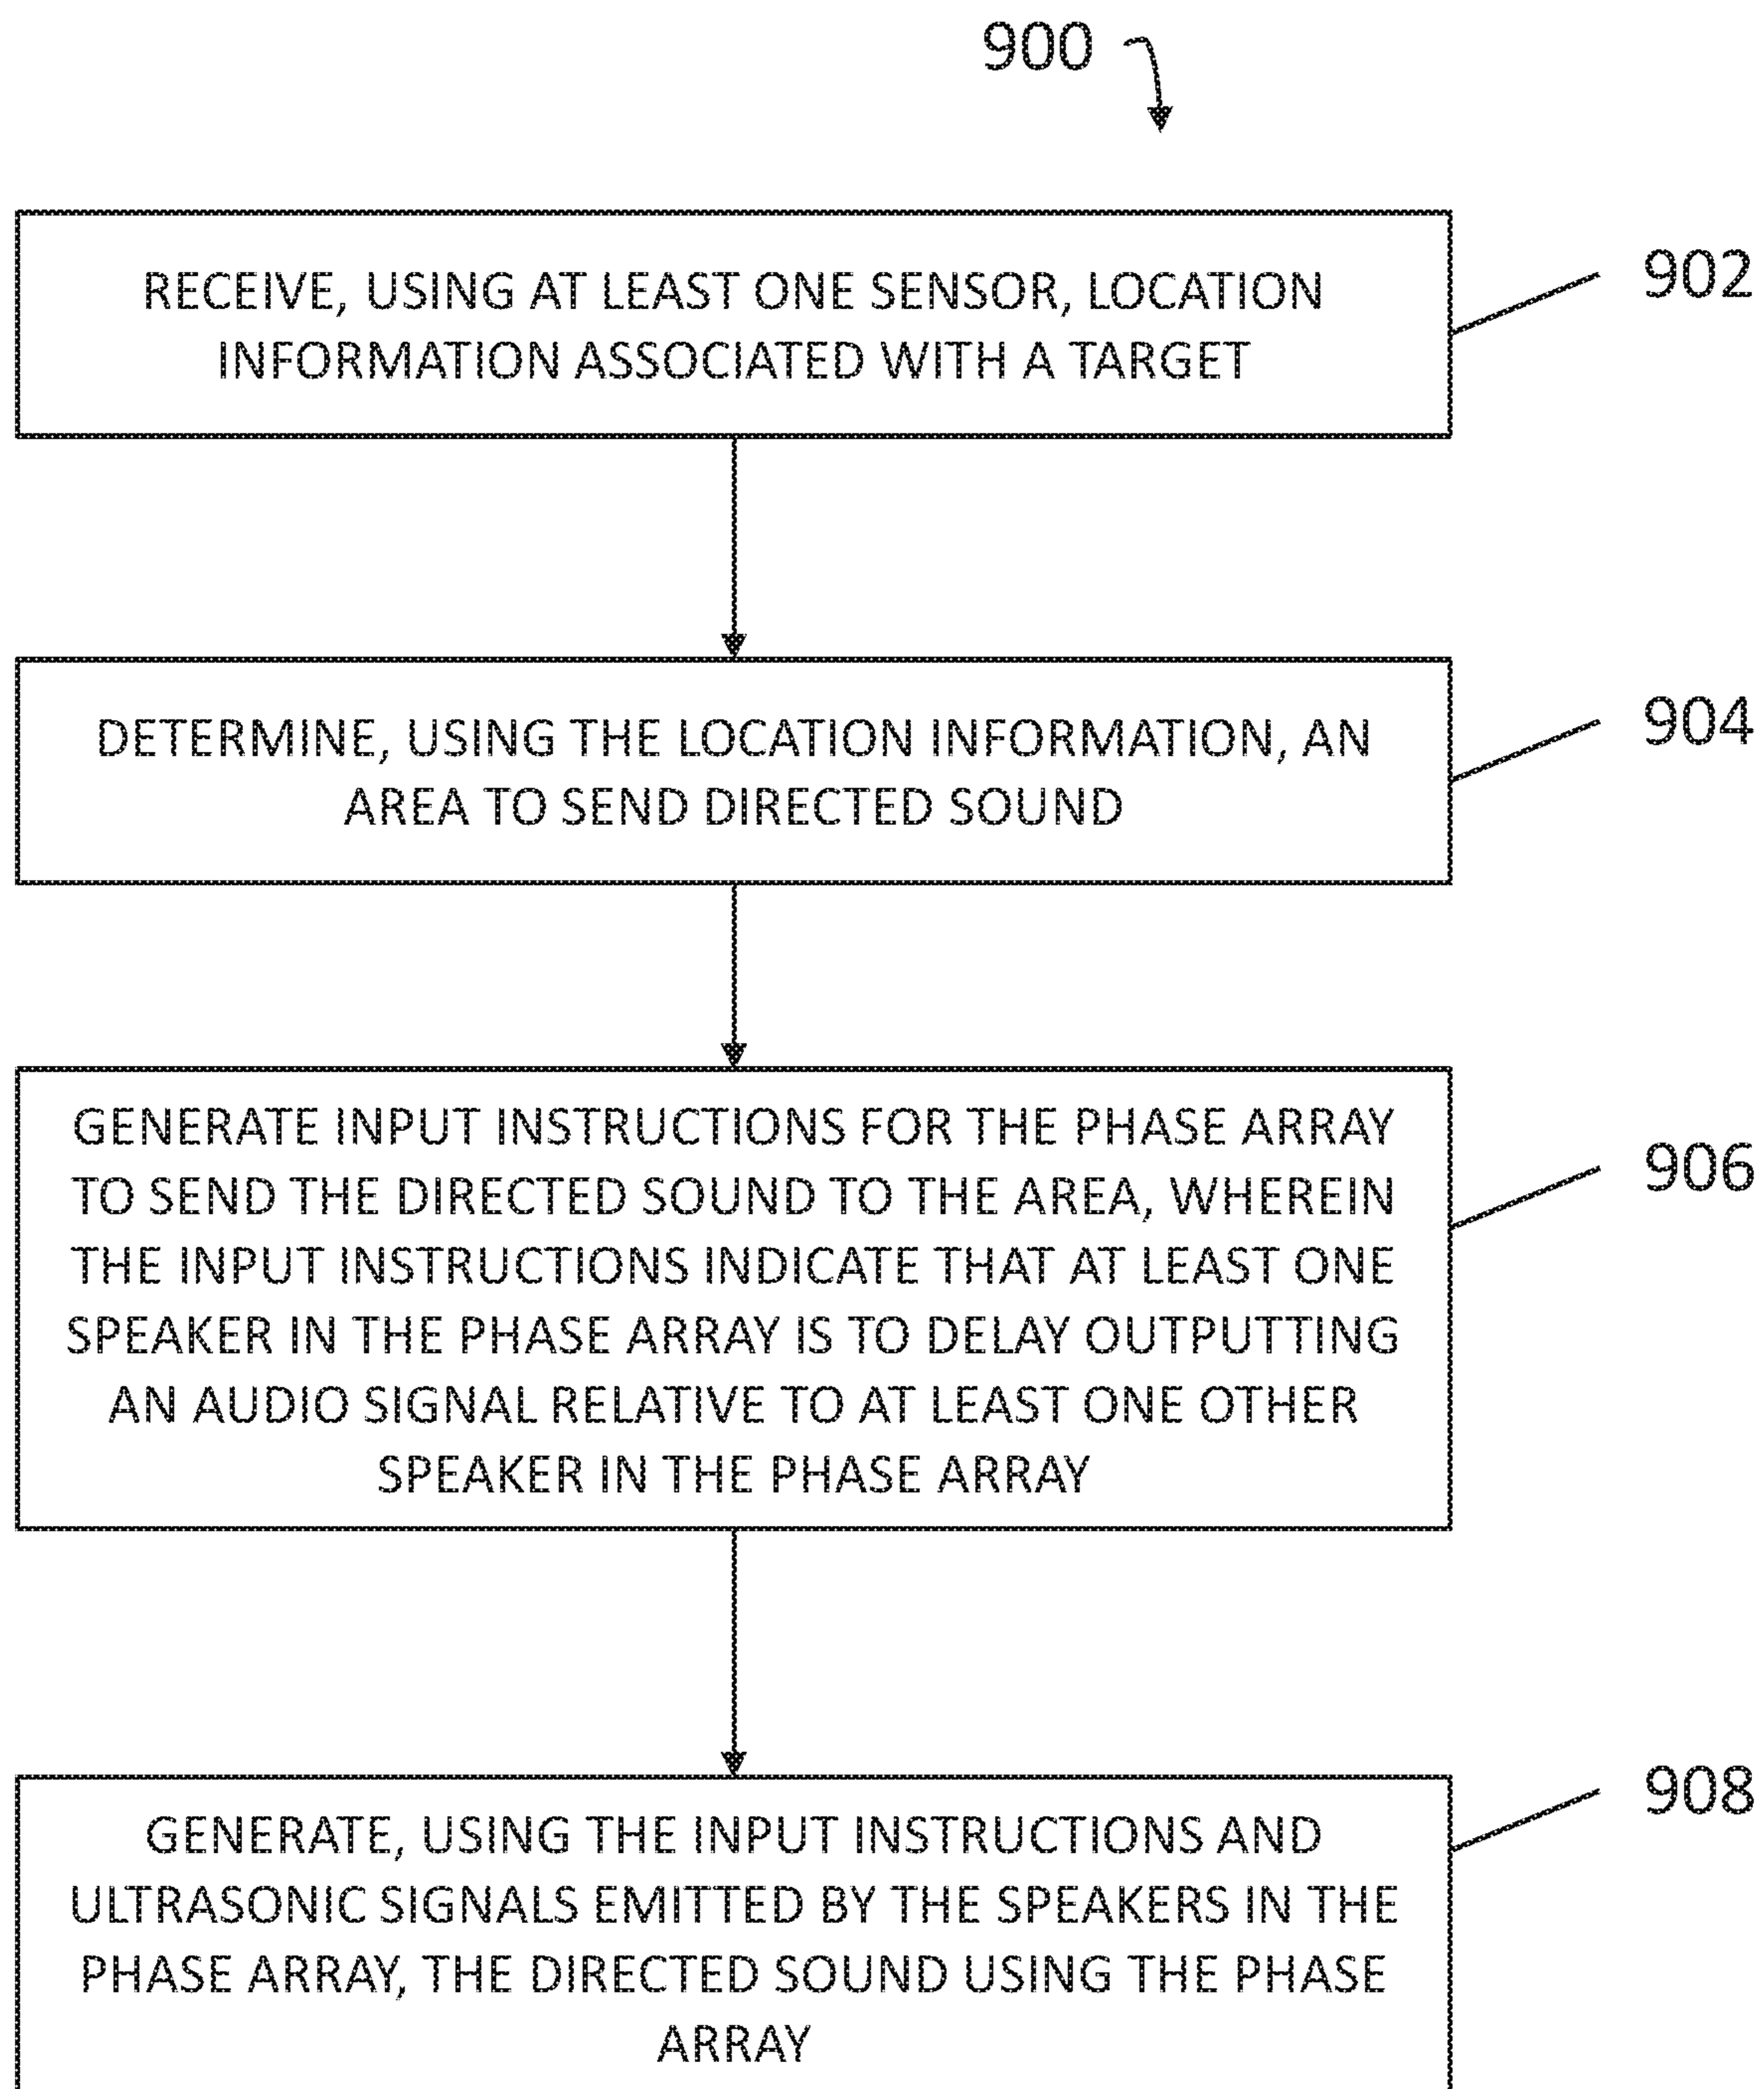 900
RECEIVE, USING AT LEAST ONE SENSOR, LOCATION
INFORMATION ASSOCIATED WITH A TARGET
902
DETERMINE, USING THE LOCATION INFORMATION, AN
AREA TO SEND DIRECTED SOUND
904
GENERATE INPUT INSTRUCTIONS FOR THE PHASE ARRAY
TO SEND THE DIRECTED SOUND TO THE AREA, WHEREIN
THE INPUT INSTRUCTIONS INDICATE THAT AT LEAST ONE
SPEAKER IN THE PHASE ARRAY IS TO DELAY OUTPUTTING
AN AUDIO SIGNAL RELATIVE TO AT LEAST ONE OTHER
SPEAKER IN THE PHASE ARRAY
906
GENERATE, USING THE INPUT INSTRUCTIONS AND
ULTRASONIC SIGNALS EMITTED BY THE SPEAKERS IN THE
PHASE ARRAY, THE DIRECTED SOUND USING THE PHASE
ARRAY
908